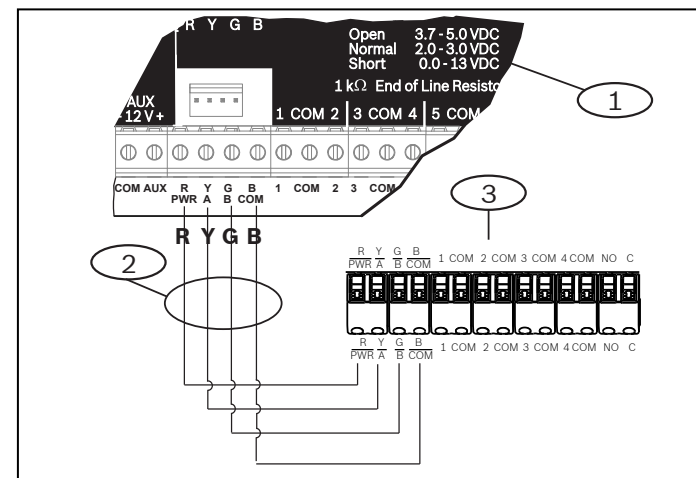 R Y G B
Open 3.7 - 5.0 VDC
Normal 2.0 - 3.0 VDC
Short 0.0 - 13 VDC
1 kΩ End of Line
AUX
12 V +
1 COM 2 3 COM 4 5 COM
COM AUX R Y G B 1 COM 2 3 COM
PWR A B COM
R Y G B
1
2
3
R Y G B 1 COM 2 COM 3 COM 4 COM NO C
PWR A B COM
R Y G B 1 COM 2 COM 3 COM 4 COM NO C
PWR A B COM